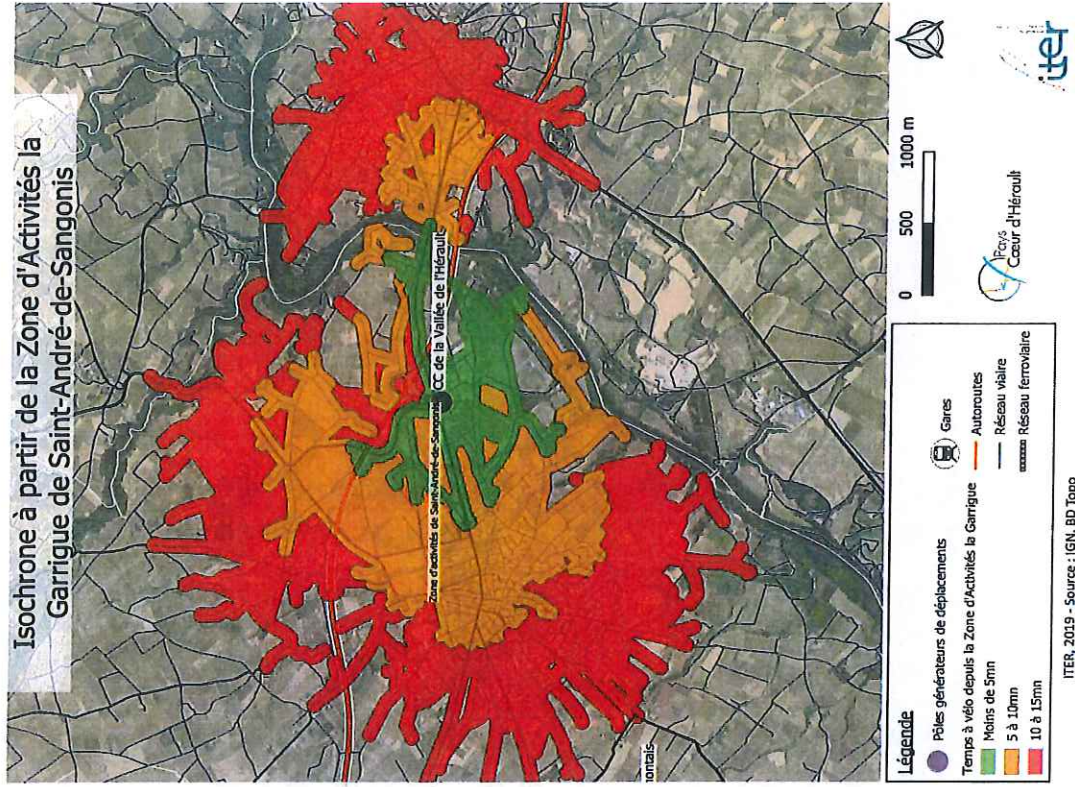 Isochrone à partir de la Zone d'Activités la
Garrigue de Saint-André-de-Sangonis
Zone d'activités de Saint-André-de-Sangonis
CC de la Vallée de l'Hérault
ontais
Légende
Pôles générateurs de déplacements
Gares
Temps à vélo depuis la Zone d'Activités la Garrigue
Moins de 5mn
5 à 10mn
10 à 15mn
Autoroutes
Réseau viaire
Réseau ferroviaire
0 500 1000 m
Pays
Cœur d'Hérault
iter
ITER, 2019 - Source : IGN, BD Topo